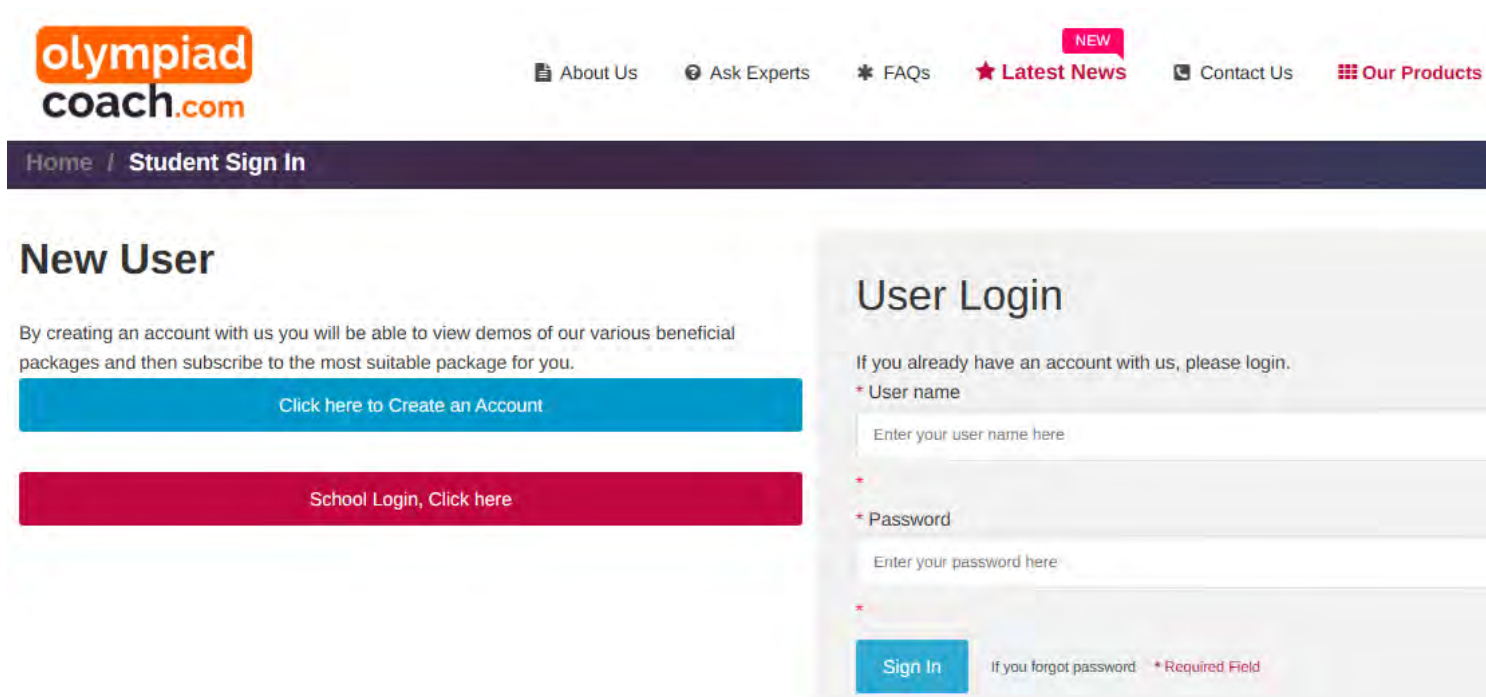 olympiad
coach.com
About Us
Ask Experts
FAQs
NEW
Latest News
Contact Us
Our Products
Home / Student Sign In
New User
By creating an account with us you will be able to view demos of our various beneficial
packages and then subscribe to the most suitable package for you.
Click here to Create an Account
School Login, Click here
User Login
If you already have an account with us, please login.
* User name
Enter your user name here
*
* Password
Enter your password here
*
Sign In
If you forgot password
* Required Field